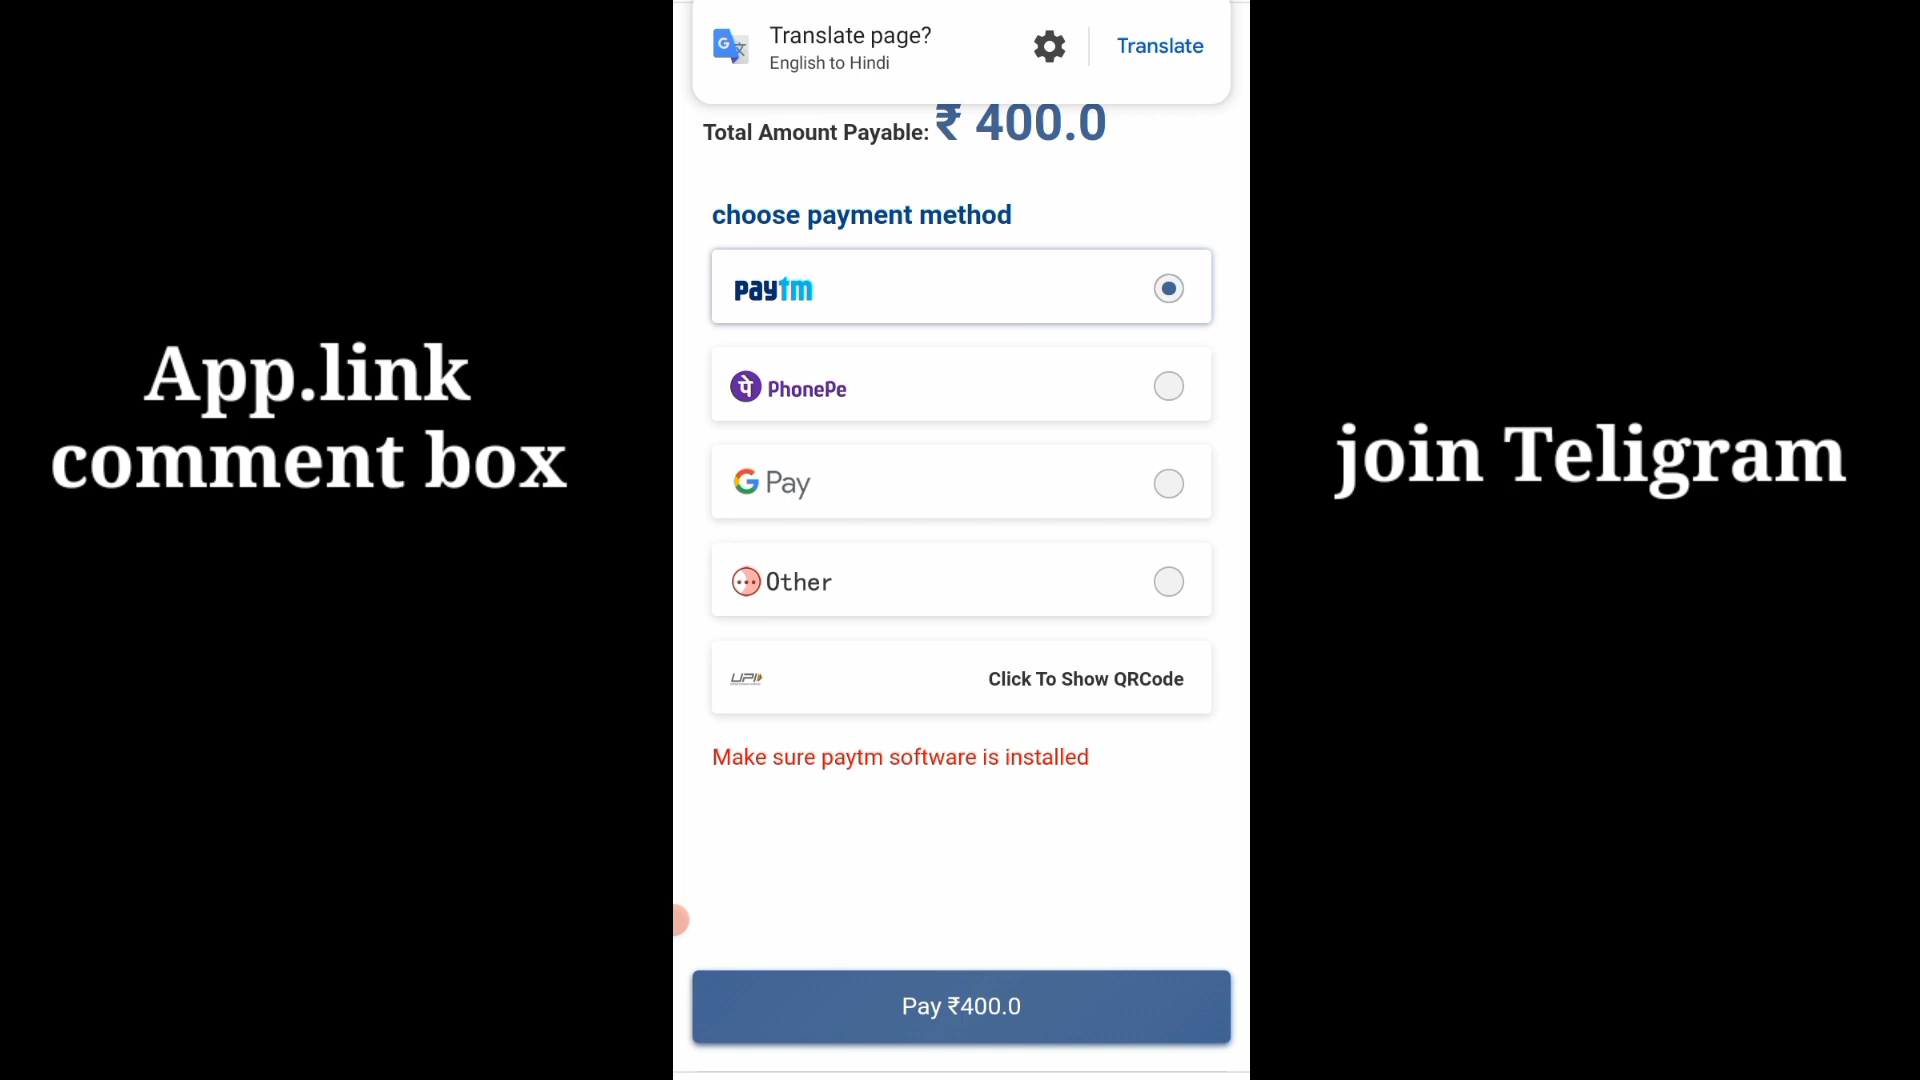 Translate page?
English to Hindi
Translate
Total Amount Payable: ₹ 400.0
choose payment method
paytm
पे PhonePe
G Pay
Other
UPI
Click To Show QRCode
Make sure paytm software is installed
Pay ₹400.0
App.link
comment box
join Teligram